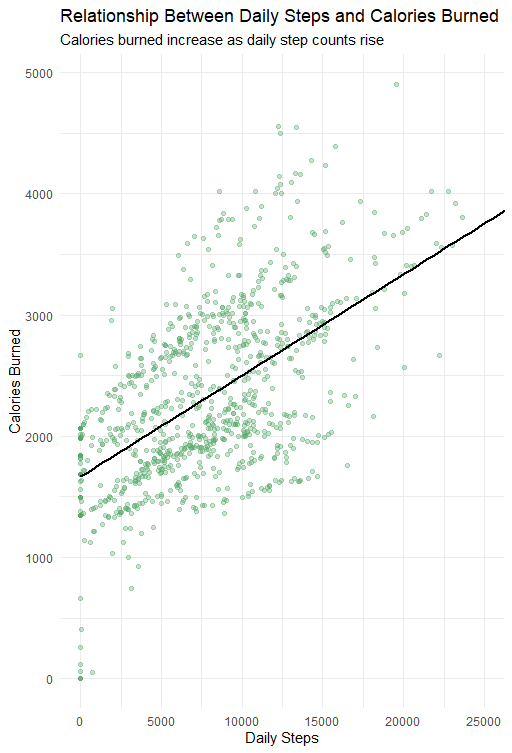 Relationship Between Daily Steps and Calories Burned
Calories burned increase as daily step counts rise
5000
4000
3000
2000
1000
0
Calories Burned
0 5000 10000 15000 20000 25000
Daily Steps